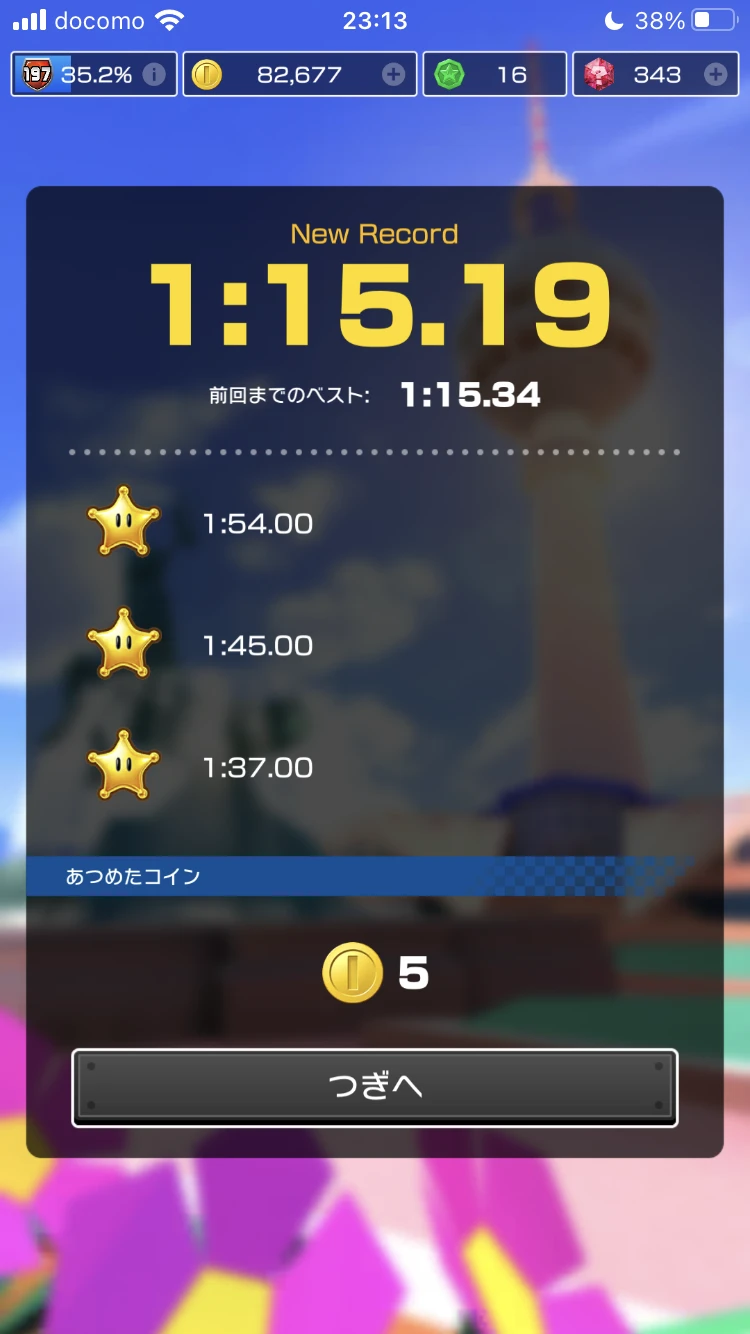 docomo 23:13 38%
197 35.2% i 82,677 + 16 ? 343 +
New Record
1:15.19
前回までのベスト: 1:15.34
1:54.00
1:45.00
1:37.00
あつめたコイン
5
つぎへ